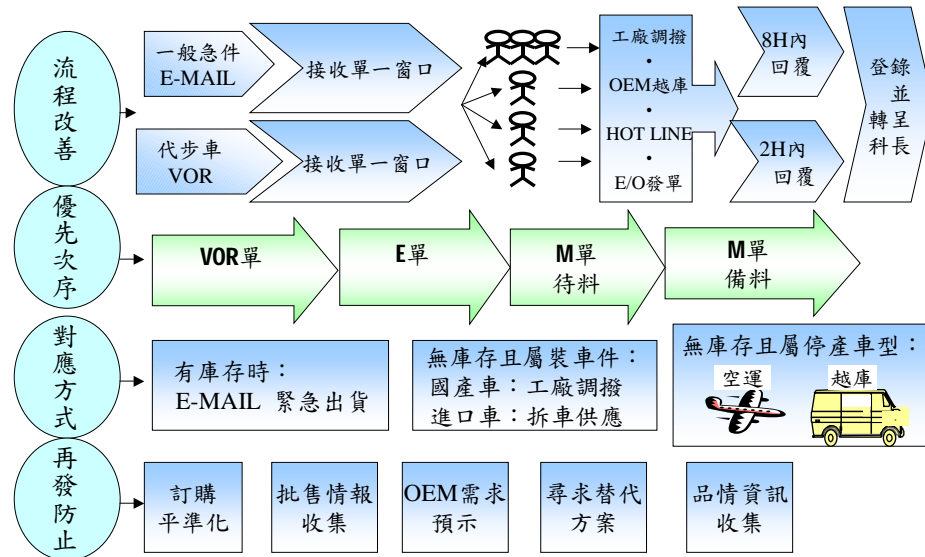 流程改善
一般急件
E-MAIL
接收單一窗口
代步車
VOR
接收單一窗口
工廠調撥
·
OEM越庫
·
HOT LINE
·
E/O發單
8H內
回覆
2H內
回覆
登錄
並
轉呈
科長
優先次序
VOR單
E單
M單
待料
M單
備料
對應方式
有庫存時：
E-MAIL 緊急出貨
無庫存且屬裝車件：
國產車：工廠調撥
進口車：拆車供應
無庫存且屬停產車型：
空運
越庫
再發防止
訂購
平準化
批售情報
收集
OEM需求
預示
尋求替代
方案
品情資訊
收集